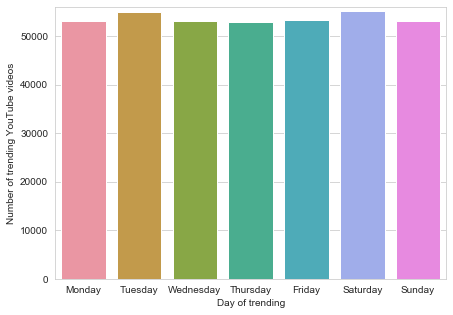 Number of trending YouTube videos
50000
40000
30000
20000
10000
0
Monday Tuesday Wednesday Thursday Friday Saturday Sunday
Day of trending